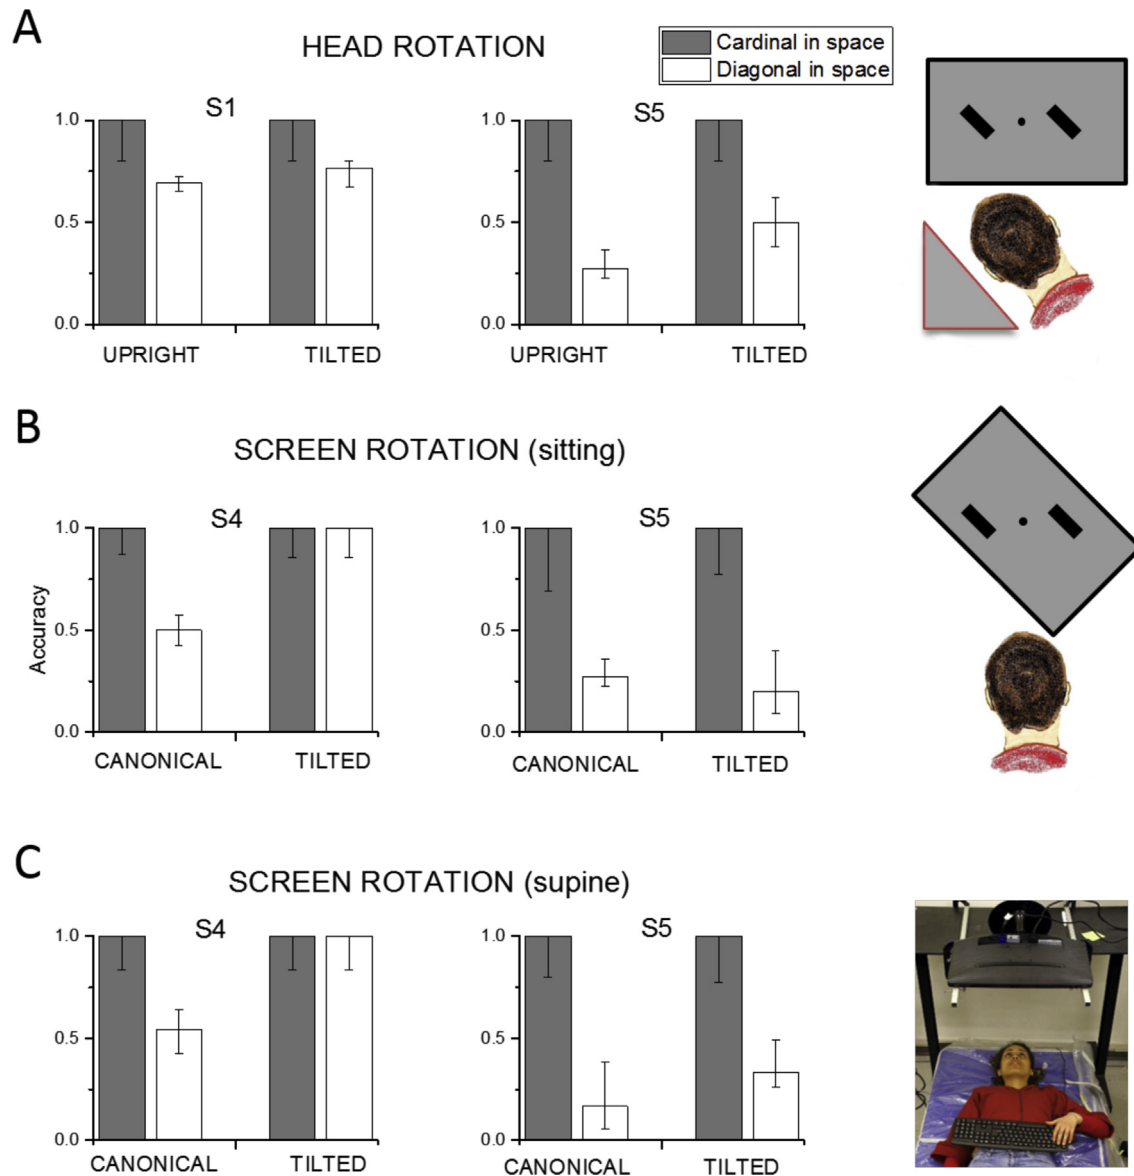 A
HEAD ROTATION
Cardinal in space
Diagonal in space
S1
S5
1.0
0.5
0.0
UPRIGHT
TILTED
1.0
0.5
0.0
UPRIGHT
TILTED
B
SCREEN ROTATION (sitting)
S4
S5
Accuracy
1.0
0.5
0.0
CANONICAL
TILTED
1.0
0.5
0.0
CANONICAL
TILTED
C
SCREEN ROTATION (supine)
S4
S5
1.0
0.5
0.0
CANONICAL
TILTED
1.0
0.5
0.0
CANONICAL
TILTED